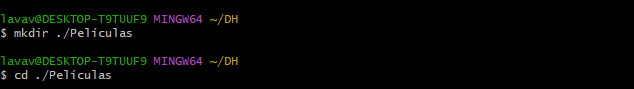 lavav@DESKTOP-T9TUUF9 MINGW64 ~/DH
$ mkdir ./Películas
lavav@DESKTOP-T9TUUF9 MINGW64 ~/DH
$ cd ./Películas